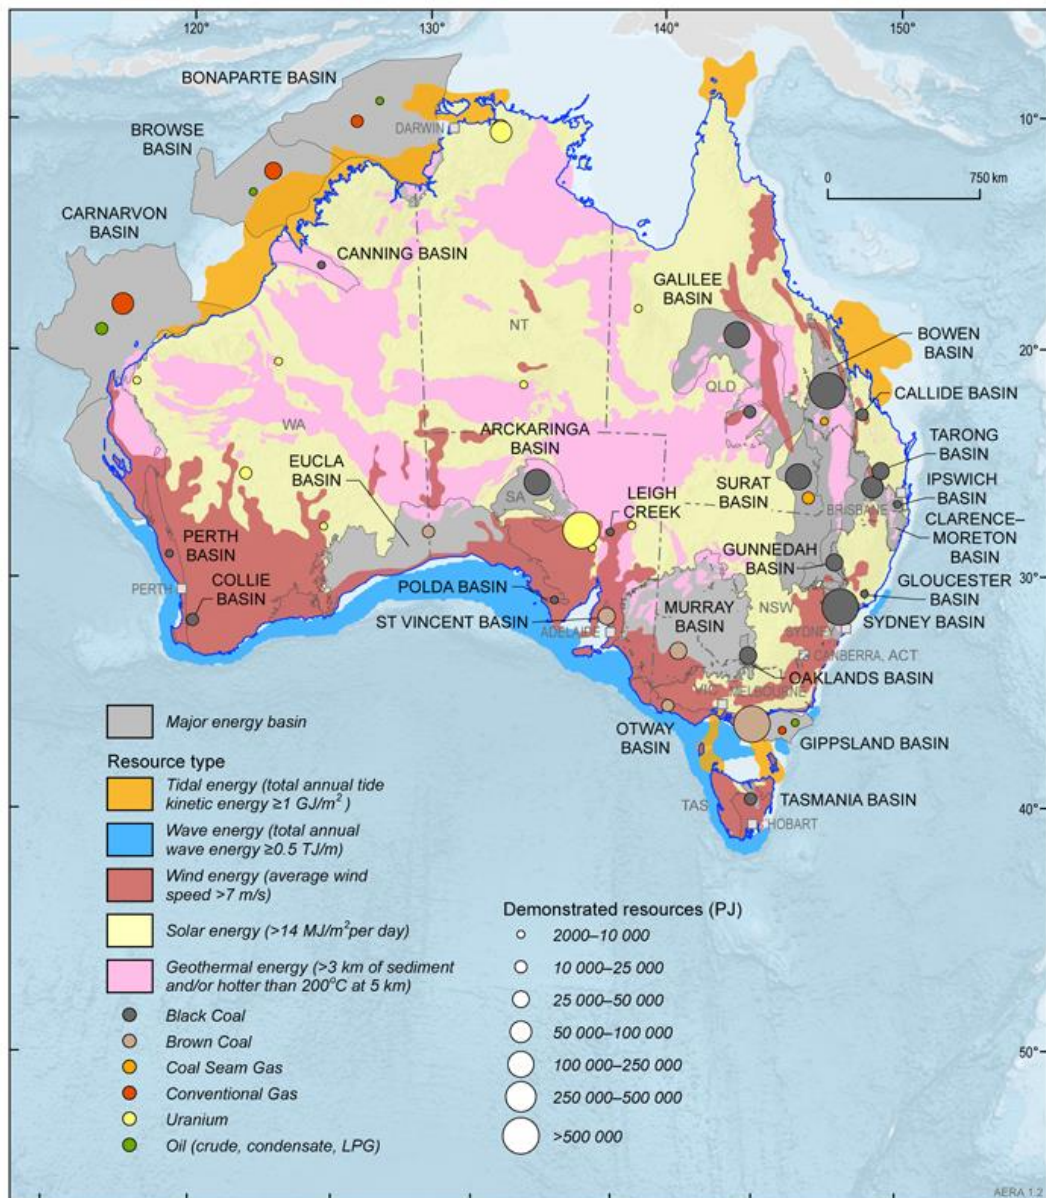 120°
130°
140°
150°
BONAPARTE BASIN
10°
10°
BROWSE
BASIN
DARWIN
0
750 km
CARNARVON
BASIN
CANNING BASIN
GALILEE
BASIN
NT
BOWEN
BASIN
20°
20°
QLD
CALLIDE BASIN
WA
ARCKARINGA
BASIN
TARONG
BASIN
EUCLA
BASIN
SA
LEIGH
CREEK
SURAT
BASIN
IPSWICH
BASIN
BRISBANE
CLARENCE–
MORETON
BASIN
PERTH
BASIN
GUNNEDAH
BASIN
30°
30°
PERTH
COLLIE
BASIN
POLDA BASIN
GLOUCESTER
BASIN
ST VINCENT BASIN
MURRAY
BASIN
NSW
SYDNEY BASIN
ADELAIDE
SYDNEY
CANBERRA, ACT
OAKLANDS BASIN
VIC
MELBOURNE
OTWAY
BASIN
GIPPSLAND BASIN
TAS
TASMANIA BASIN
HOBART
40°
40°
Major energy basin
Resource type
Tidal energy (total annual tide
kinetic energy ≥1 GJ/m²)
Wave energy (total annual
wave energy ≥0.5 TJ/m)
Wind energy (average wind
speed >7 m/s)
Solar energy (>14 MJ/m²per day)
Geothermal energy (>3 km of sediment
and/or hotter than 200°C at 5 km)
Black Coal
Brown Coal
Coal Seam Gas
Conventional Gas
Uranium
Oil (crude, condensate, LPG)
Demonstrated resources (PJ)
2000–10 000
10 000–25 000
25 000–50 000
50 000–100 000
100 000–250 000
250 000–500 000
>500 000
50°
50°
AERA 1.2